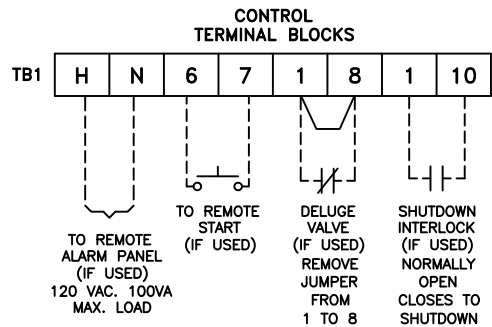 CONTROL
TERMINAL BLOCKS
TB1 H N 6 7 1 8 1 10
TO REMOTE
ALARM PANEL
(IF USED)
120 VAC. 100VA
MAX. LOAD
TO REMOTE
START
(IF USED)
DELUGE
VALVE
(IF USED)
REMOVE
JUMPER
FROM
1 TO 8
SHUTDOWN
INTERLOCK
(IF USED)
NORMALLY
OPEN
CLOSES TO
SHUTDOWN